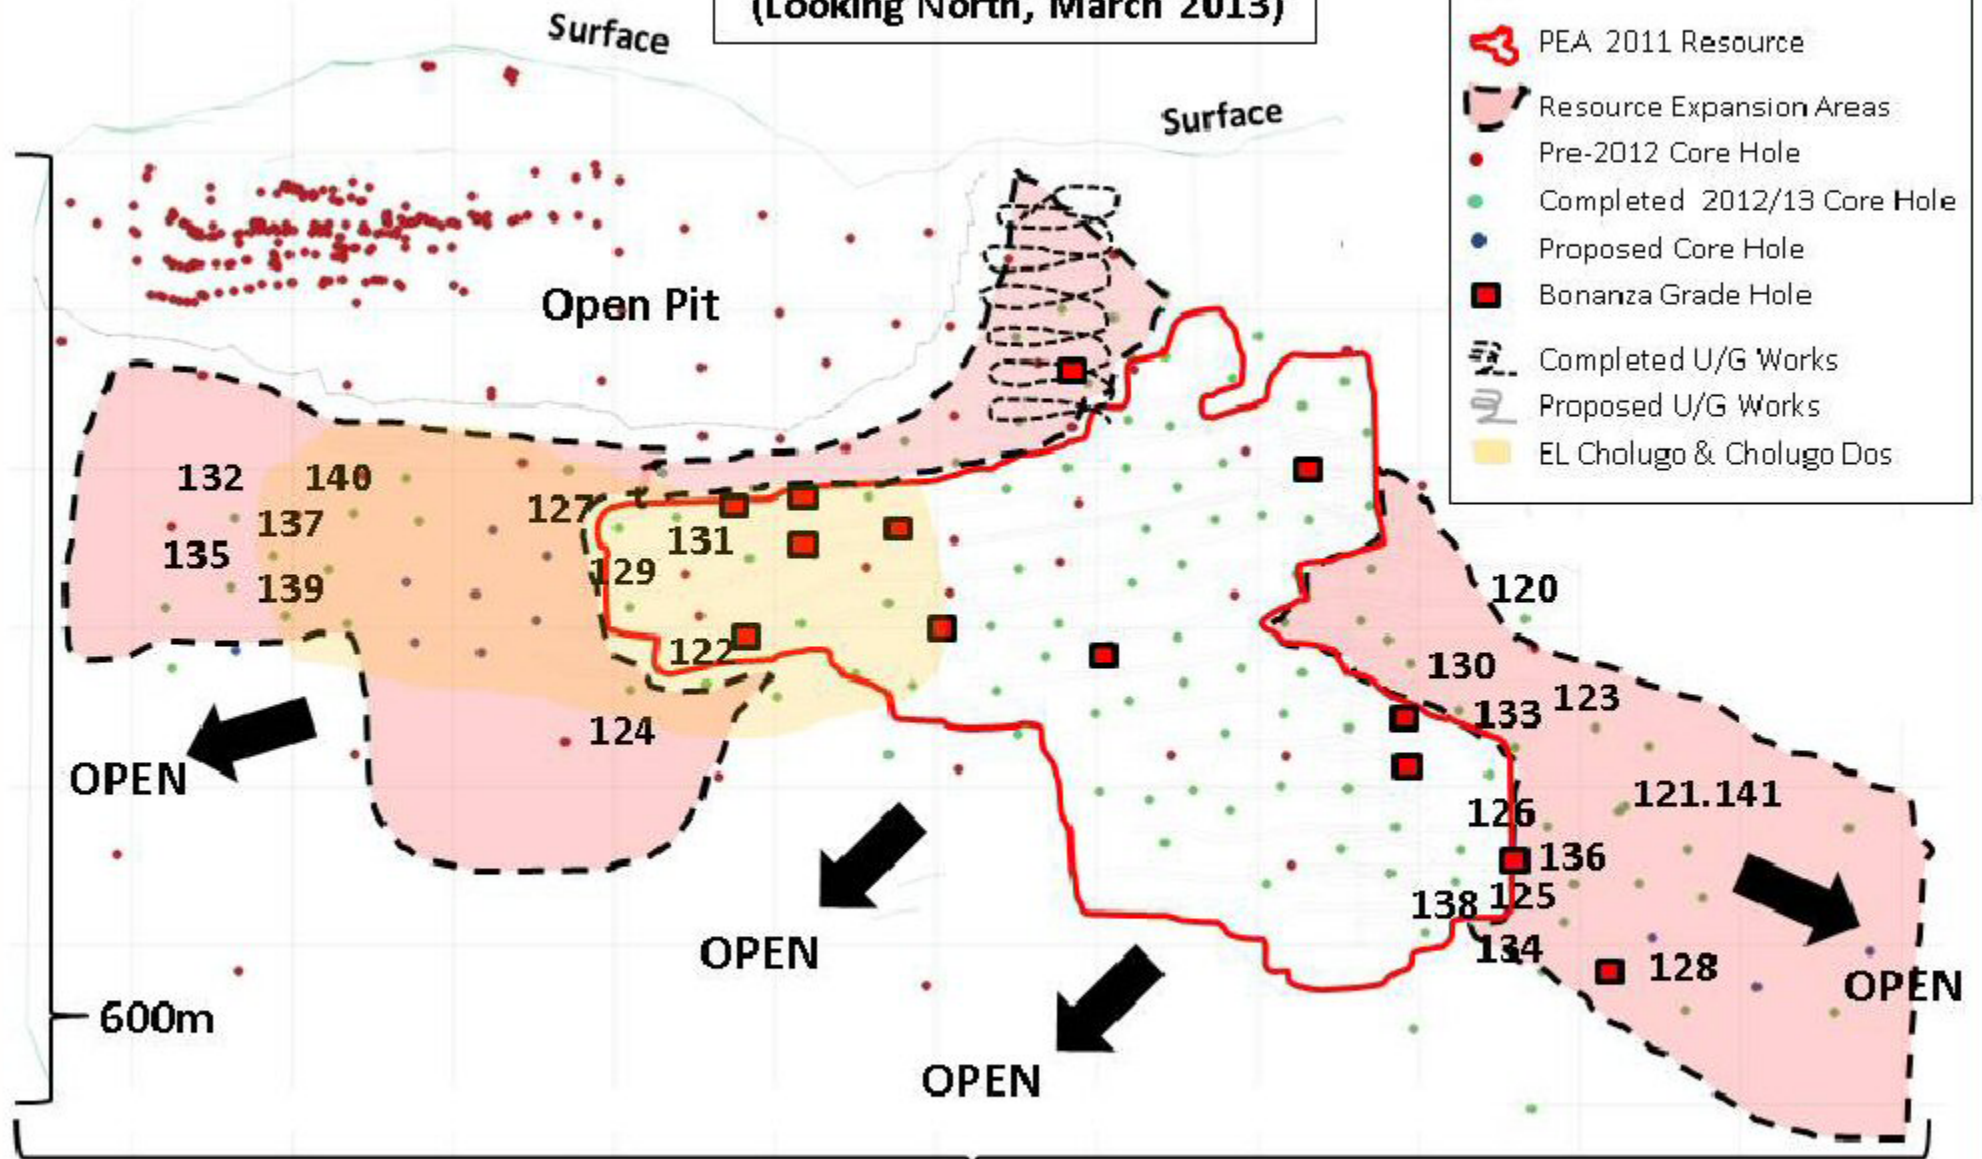 (Looking North, March 2013)
Surface
Surface
PEA 2011 Resource
Resource Expansion Areas
Pre-2012 Core Hole
Completed 2012/13 Core Hole
Proposed Core Hole
Bonanza Grade Hole
Completed U/G Works
Proposed U/G Works
EL Cholugo & Cholugo Dos
Open Pit
132
140
137
127
135
131
129
139
122
124
120
130
123
133
121.141
126
136
125
138
134
128
OPEN
OPEN
OPEN
OPEN
600m